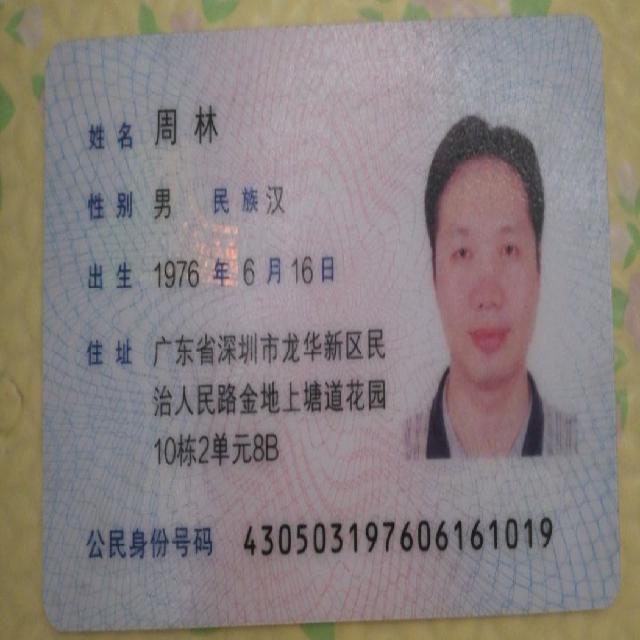 姓名 周林
性别 男 民族 汉
出生 1976 年 6 月 16 日
住址 广东省深圳市龙华新区民
治人民路金地上塘道花园
10栋2单元8B
公民身份号码 430503197606161019